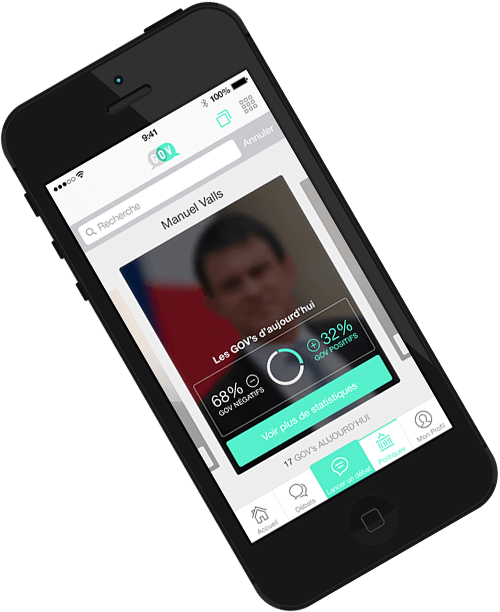 9:41
100%
GOV
Recherche
Annuler
Manuel Valls
Les GOV's d'aujourd'hui
68%
GOV NÉGATIFS
32%
GOV POSITIFS
Voir plus de statistiques
17 GOV's AUJOURD'HUI
Accueil
Débats
Lancer un débat
Politiques
Mon Profil